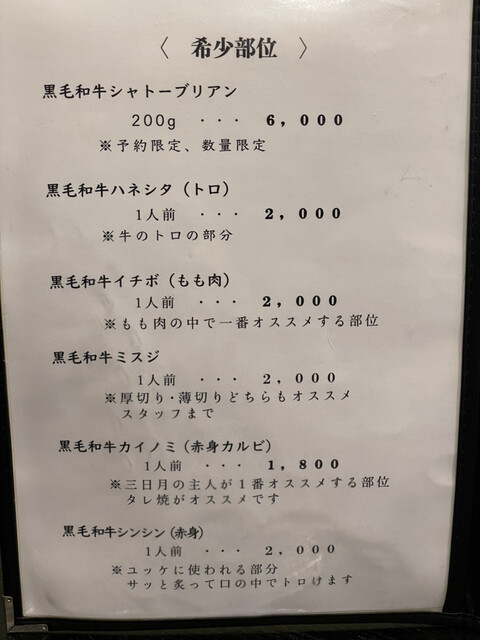 〈 希少部位 〉
黒毛和牛シャトーブリアン
200g ・・・ 6,000
※予約限定、数量限定
黒毛和牛ハネシタ（トロ）
1人前 ・・・ 2,000
※牛のトロの部分
黒毛和牛イチボ（もも肉）
1人前 ・・・ 2,000
※もも肉の中で一番オススメする部位
黒毛和牛ミスジ
1人前 ・・・ 2,000
※厚切り・薄切りどちらもオススメ
スタッフまで
黒毛和牛カイノミ（赤身カルビ）
1人前 ・・・ 1,800
※三日月の主人が１番オススメする部位
タレ焼がオススメです
黒毛和牛シンシン（赤身）
1人前 ・・・ 2,000
※ユッケに使われる部分
サッと炙って口の中でトロけます